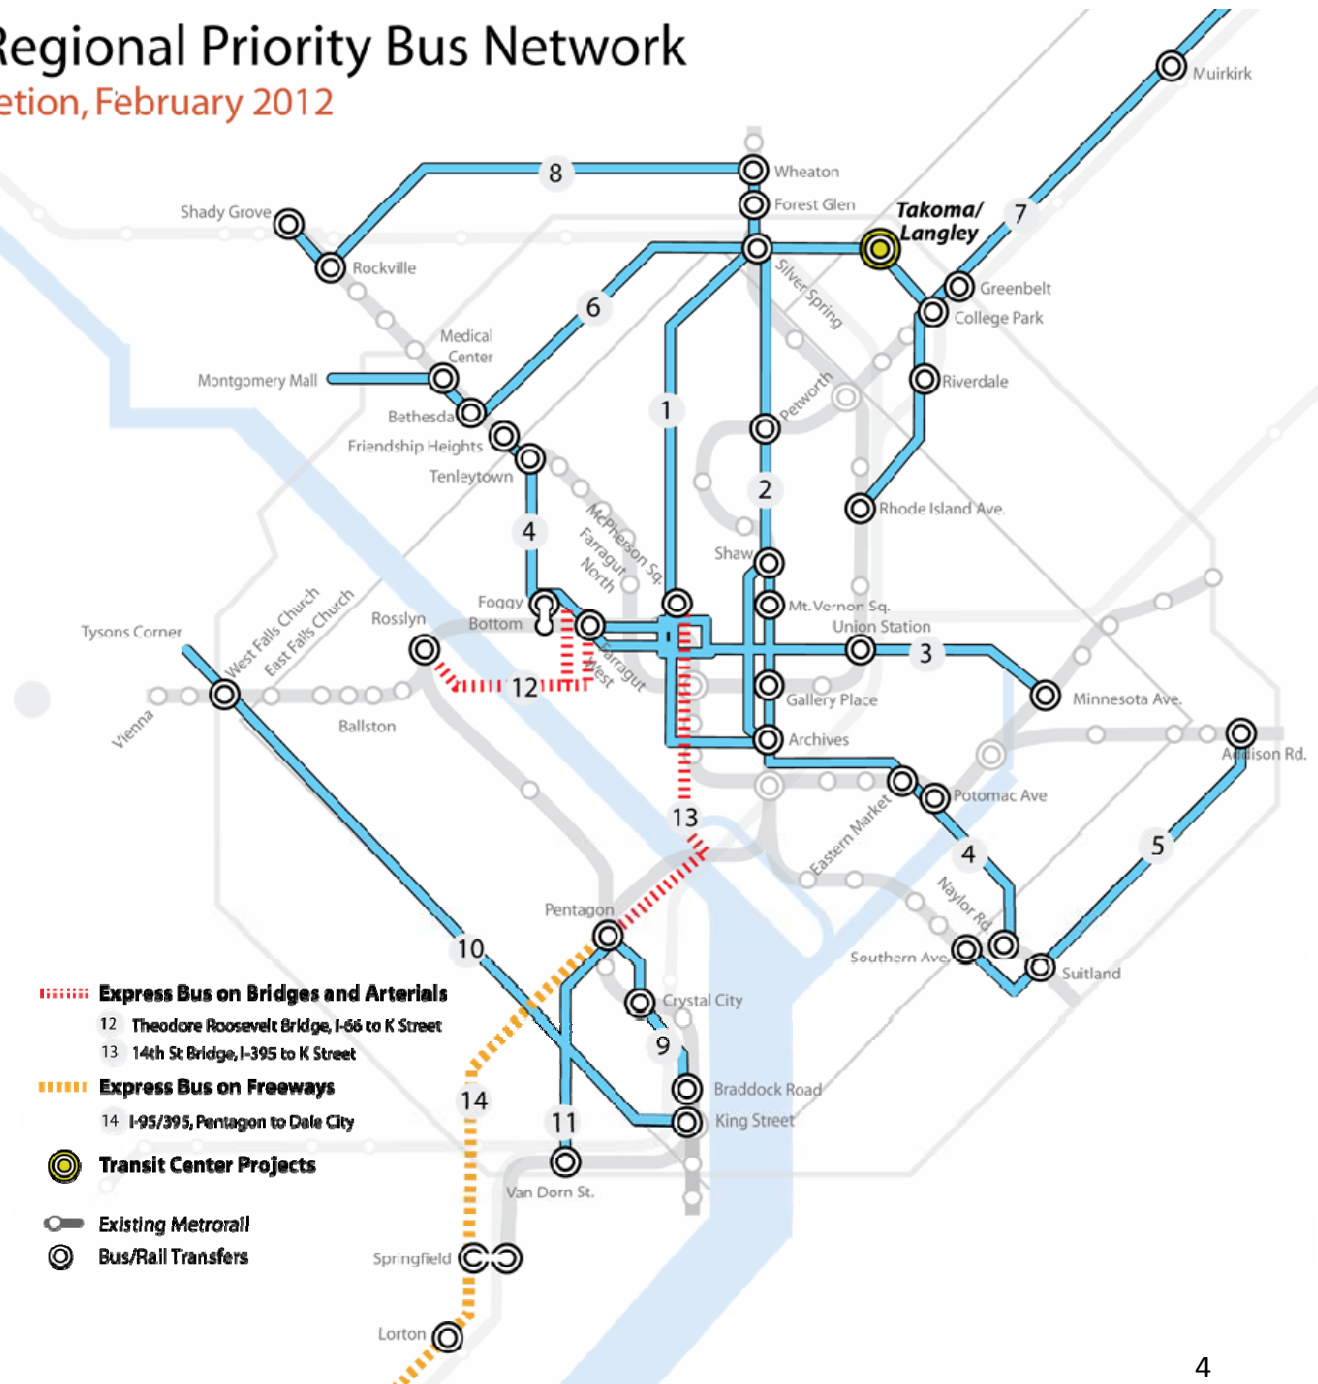 Regional Priority Bus Network
etion, February 2012
Muirkirk
8
Wheaton
Shady Grove
Forest Glen
Takoma/
Langley
7
Rockville
Silver Spring
Greenbelt
6
College Park
Medical
Center
Montgomery Mall
Petworth
Riverdale
Bethesda
1
Friendship Heights
Tenleytown
2
Rhode Island Ave.
4
McPherson Sq.
Farragut
North
Shaw
Foggy
Bottom
Mt. Vernon Sq.
Union Station
Rosslyn
Tysons Corner
West Falls Church
East Falls Church
3
Farragut
West
12
Gallery Place
Minnesota Ave.
Vienna
Ballston
Archives
Addison Rd.
Potomac Ave
13
Eastern Market
4
5
Naylor Rd.
Pentagon
10
Southern Ave.
Suitland
Crystal City
9
Braddock Road
14
11
King Street
Van Dorn St.
Springfield
Lorton
Express Bus on Bridges and Arterials
12 Theodore Roosevelt Bridge, I-66 to K Street
13 14th St Bridge, I-395 to K Street
Express Bus on Freeways
14 I-95/395, Pentagon to Dale City
Transit Center Projects
Existing Metrorail
Bus/Rail Transfers
4